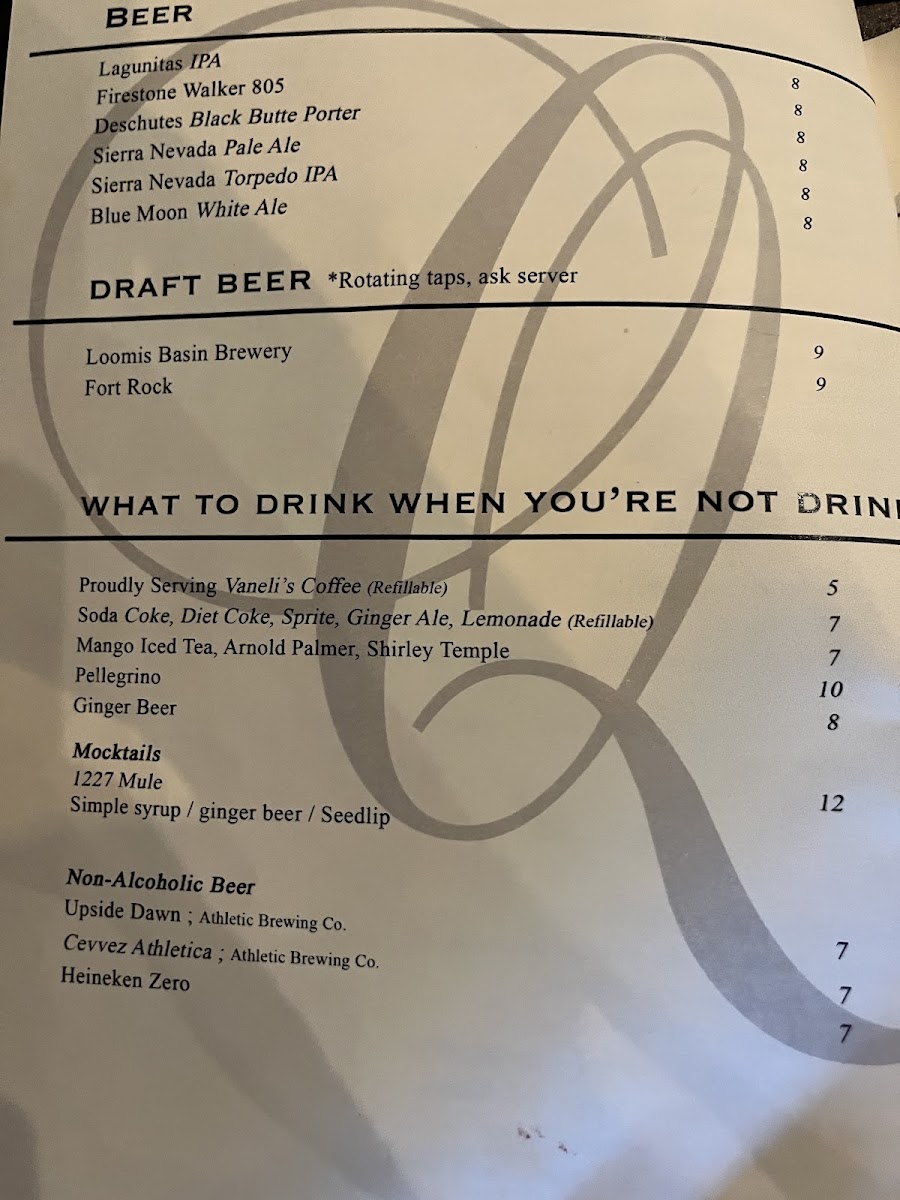 BEER
Lagunitas IPA 8
Firestone Walker 805 8
Deschutes Black Butte Porter 8
Sierra Nevada Pale Ale 8
Sierra Nevada Torpedo IPA 8
Blue Moon White Ale 8
DRAFT BEER *Rotating taps, ask server
Loomis Basin Brewery 9
Fort Rock 9
WHAT TO DRINK WHEN YOU'RE NOT DRIN
Proudly Serving Vaneli's Coffee (Refillable) 5
Soda Coke, Diet Coke, Sprite, Ginger Ale, Lemonade (Refillable) 7
Mango Iced Tea, Arnold Palmer, Shirley Temple 7
Pellegrino 10
Ginger Beer 8
Mocktails
1227 Mule
Simple syrup / ginger beer / Seedlip 12
Non-Alcoholic Beer
Upside Dawn ; Athletic Brewing Co. 7
Cevvez Athletica ; Athletic Brewing Co. 7
Heineken Zero 7